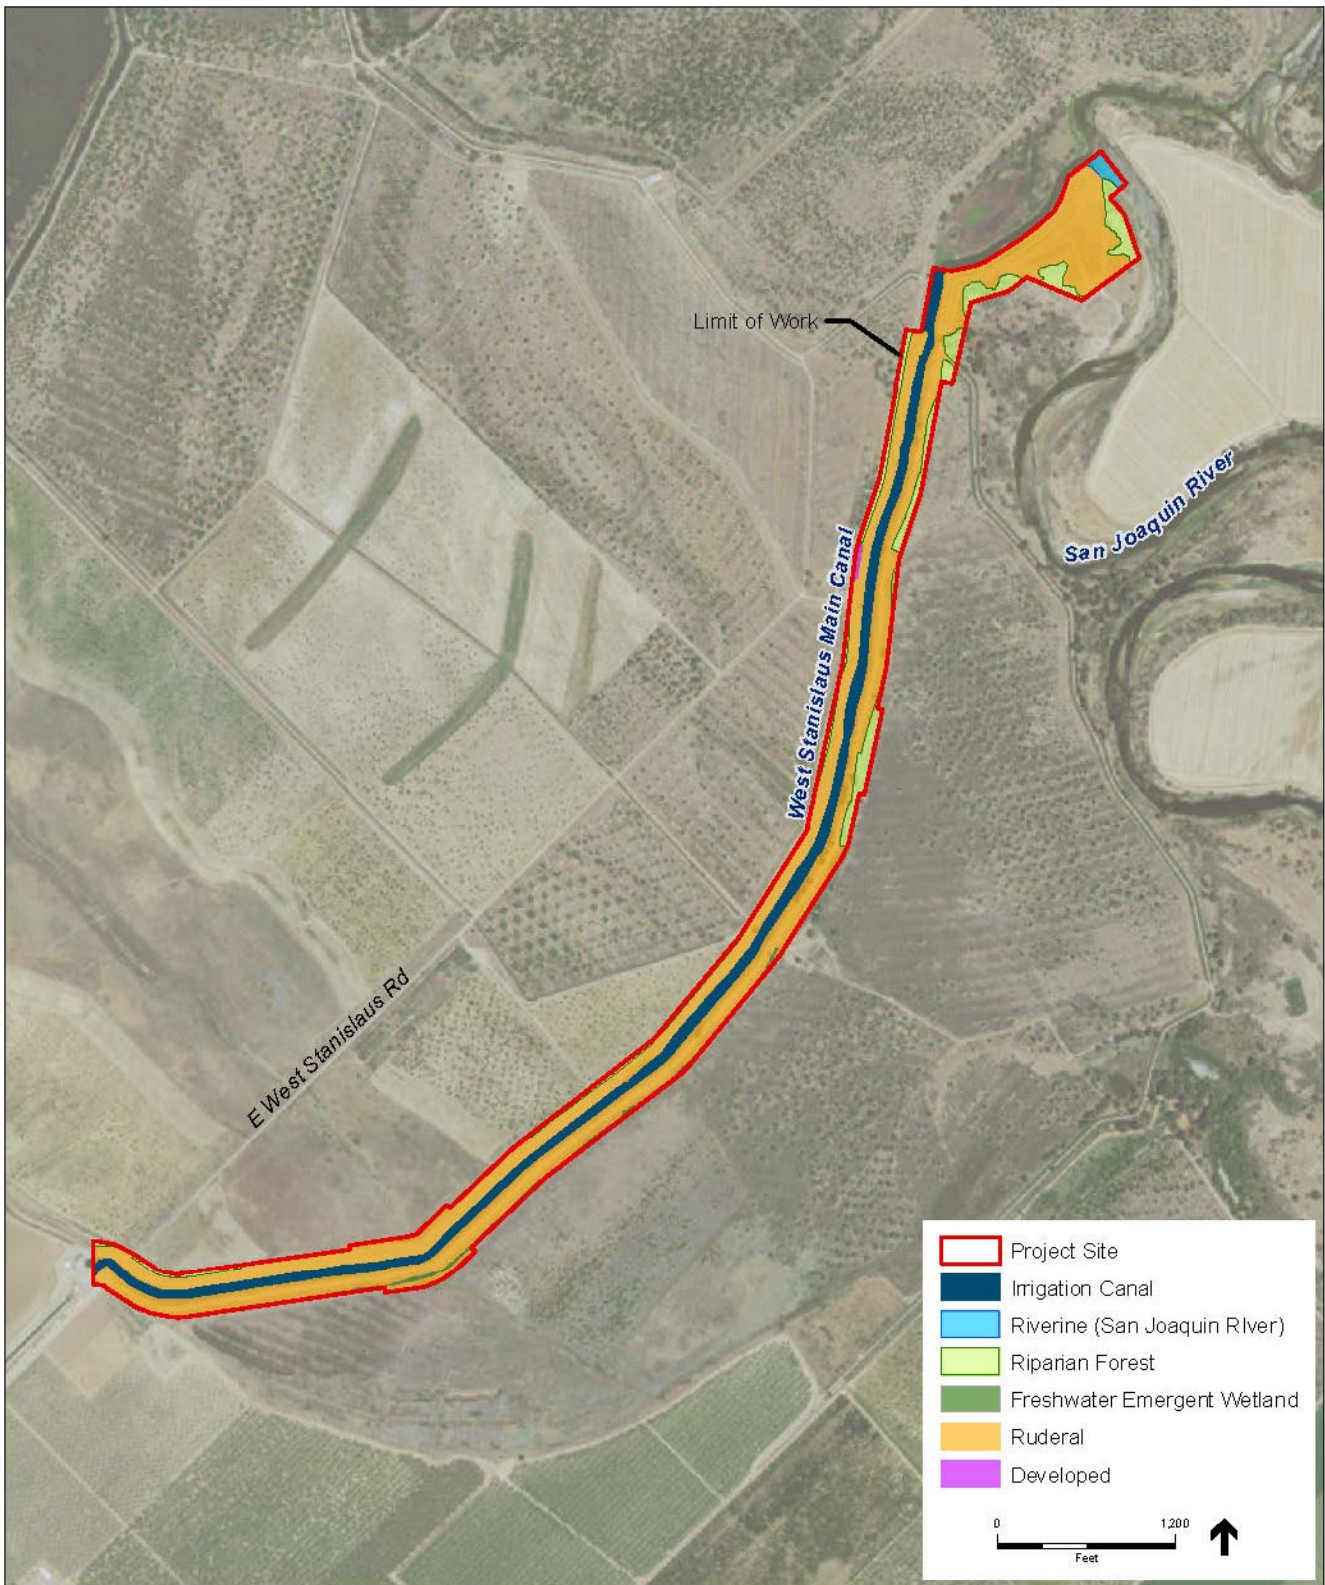 Limit of Work
San Joaquin River
West Stanislaus Main Canal
E West Stanislaus Rd
Project Site
Irrigation Canal
Riverine (San Joaquin RIver)
Riparian Forest
Freshwater Emergent Wetland
Ruderal
Developed
0 1,200
Feet